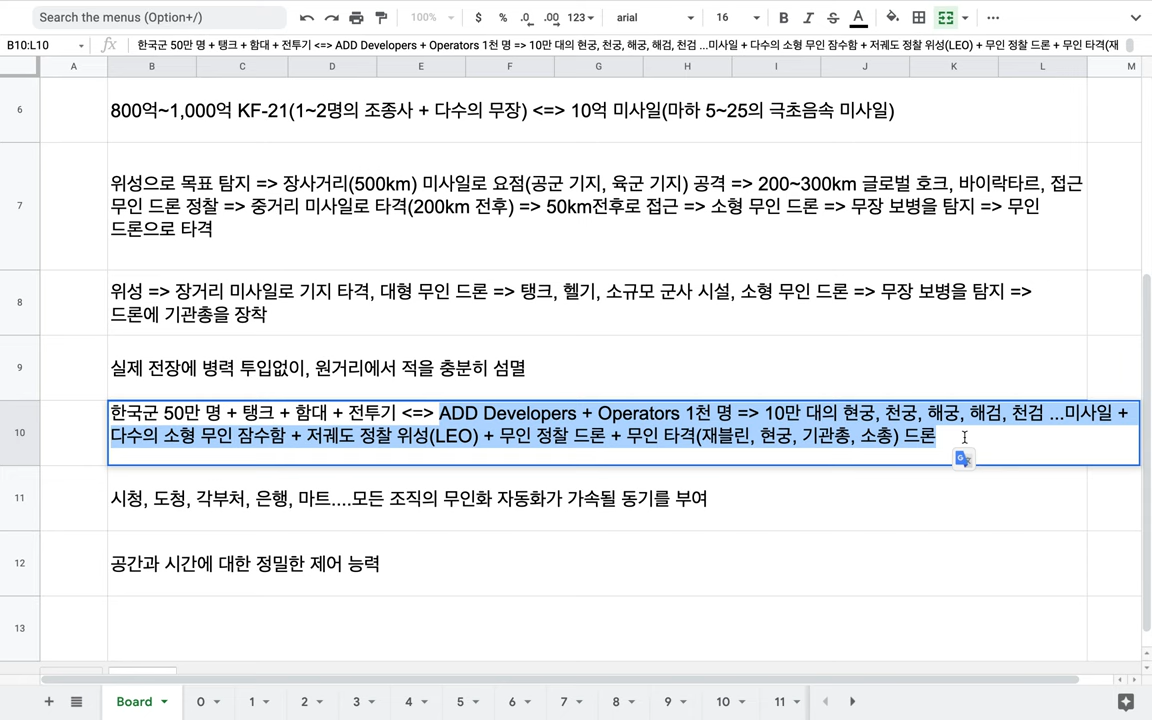 Search the menus (Option+/) 100% $ % .0 .00 123 arial 16 B I S A
B10:L10 fx 한국군 50만 명 + 탱크 + 함대 + 전투기 <=> ADD Developers + Operators 1천 명 => 10만 대의 현궁, 천궁, 해궁, 해검, 천검 ...미사일 + 다수의 소형 무인 잠수함 + 저궤도 정찰 위성(LEO) + 무인 정찰 드론 + 무인 타격(재
A B C D E F G H I J K L M
6 800억~1,000억 KF-21(1~2명의 조종사 + 다수의 무장) <=> 10억 미사일(마하 5~25의 극초음속 미사일)
7 위성으로 목표 탐지 => 장사거리(500km) 미사일로 요점(공군 기지, 육군 기지) 공격 => 200~300km 글로벌 호크, 바이락타르, 접근
무인 드론 정찰 => 중거리 미사일로 타격(200km 전후) => 50km전후로 접근 => 소형 무인 드론 => 무장 보병을 탐지 => 무인
드론으로 타격
8 위성 => 장거리 미사일로 기지 타격, 대형 무인 드론 => 탱크, 헬기, 소규모 군사 시설, 소형 무인 드론 => 무장 보병을 탐지 =>
드론에 기관총을 장착
9 실제 전장에 병력 투입없이, 원거리에서 적을 충분히 섬멸
10 한국군 50만 명 + 탱크 + 함대 + 전투기 <=> ADD Developers + Operators 1천 명 => 10만 대의 현궁, 천궁, 해궁, 해검, 천검 ...미사일 +
다수의 소형 무인 잠수함 + 저궤도 정찰 위성(LEO) + 무인 정찰 드론 + 무인 타격(재블린, 현궁, 기관총, 소총) 드론
11 시청, 도청, 각부처, 은행, 마트....모든 조직의 무인화 자동화가 가속될 동기를 부여
12 공간과 시간에 대한 정밀한 제어 능력
13
Board 0 1 2 3 4 5 6 7 8 9 10 11